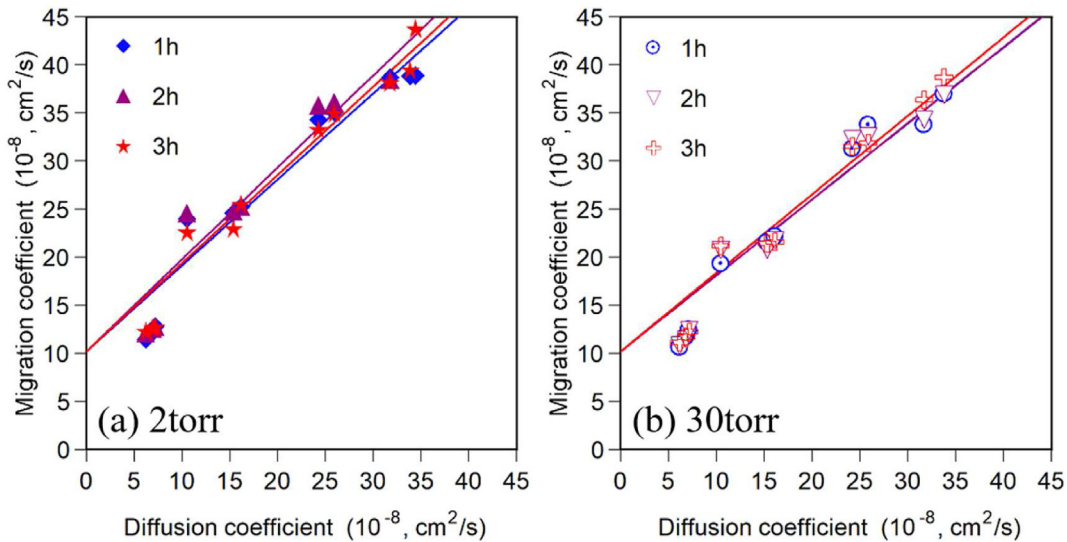 45
40
35
30
25
20
15
10
5
0
Migration coefficient (10⁻⁸, cm²/s)
1h
2h
3h
(a) 2torr
0 5 10 15 20 25 30 35 40 45
Diffusion coefficient (10⁻⁸, cm²/s)
45
40
35
30
25
20
15
10
5
0
Migration coefficient (10⁻⁸, cm²/s)
1h
2h
3h
(b) 30torr
0 5 10 15 20 25 30 35 40 45
Diffusion coefficient (10⁻⁸, cm²/s)